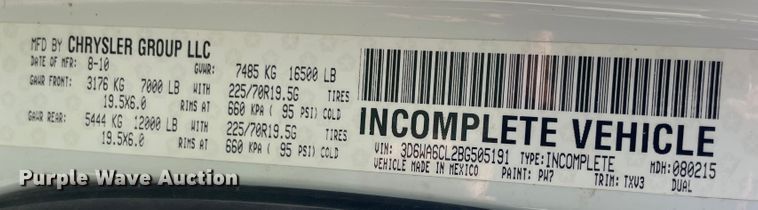 MFD BY CHRYSLER GROUP LLC
DATE OF MFR: 8-10 GVWR: 7485 KG 16500 LB
GAWR FRONT: 3176 KG 7000 LB WITH 225/70R19.5G TIRES
19.5X6.0 RIMS AT 660 KPA ( 95 PSI) COLD
GAWR REAR: 5444 KG 12000 LB WITH 225/70R19.5G TIRES
19.5X6.0 RIMS AT 660 KPA ( 95 PSI) COLD
INCOMPLETE VEHICLE
VIN: 3D6WA6CL2BG505191 TYPE: INCOMPLETE MDH: 080215
VEHICLE MADE IN MEXICO PAINT: PW7 TRIM: TXV3 DUAL
Purple Wave Auction
Purple Wave Auction